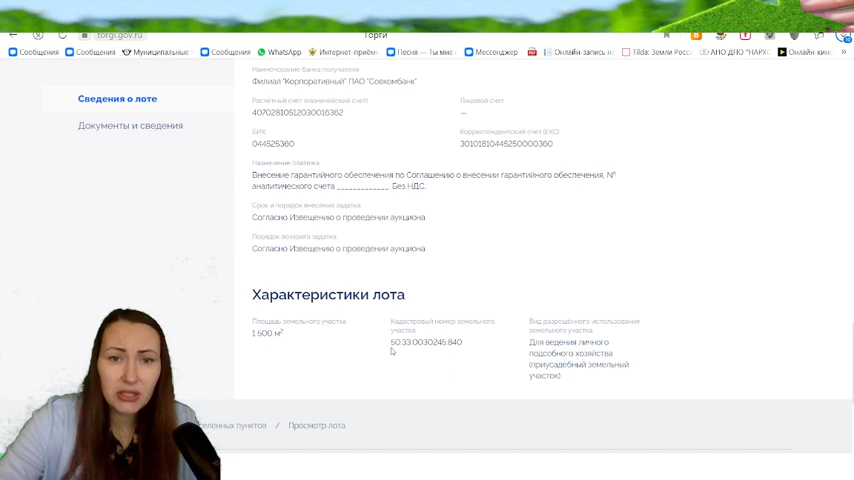 torgi.gov.ru
Торги
Сообщения
Сообщения
Муниципальные
Сообщения
WhatsApp
Интернет-приём
Песня — Ты мне
Мессенджер
Онлайн-запись н
Tilda: Земли Росс
АНО ДПО "НАРХ
Онлайн-кин
»
Сведения о лоте
Документы и сведения
Наименование банка получателя
Филиал "Корпоративный" ПАО "Совкомбанк"
Расчетный счет (казначейский счет)
Лицевой счет
40702810512030016362
—
БИК
Корреспондентский счет (ЕКС)
044525360
30101810445250000360
Назначение платежа
Внесение гарантийного обеспечения по Соглашению о внесении гарантийного обеспечения, №
аналитического счета _____________. Без НДС.
Срок и порядок внесения задатка
Согласно Извещению о проведении аукциона
Порядок возврата задатка
Согласно Извещению о проведении аукциона
Характеристики лота
Площадь земельного участка
1 500 м²
Кадастровый номер земельного
участка
50:33:0030245:840
Вид разрешённого использования
земельного участка
Для ведения личного
подсобного хозяйства
(приусадебный земельный
участок)
селённых пунктов / Просмотр лота